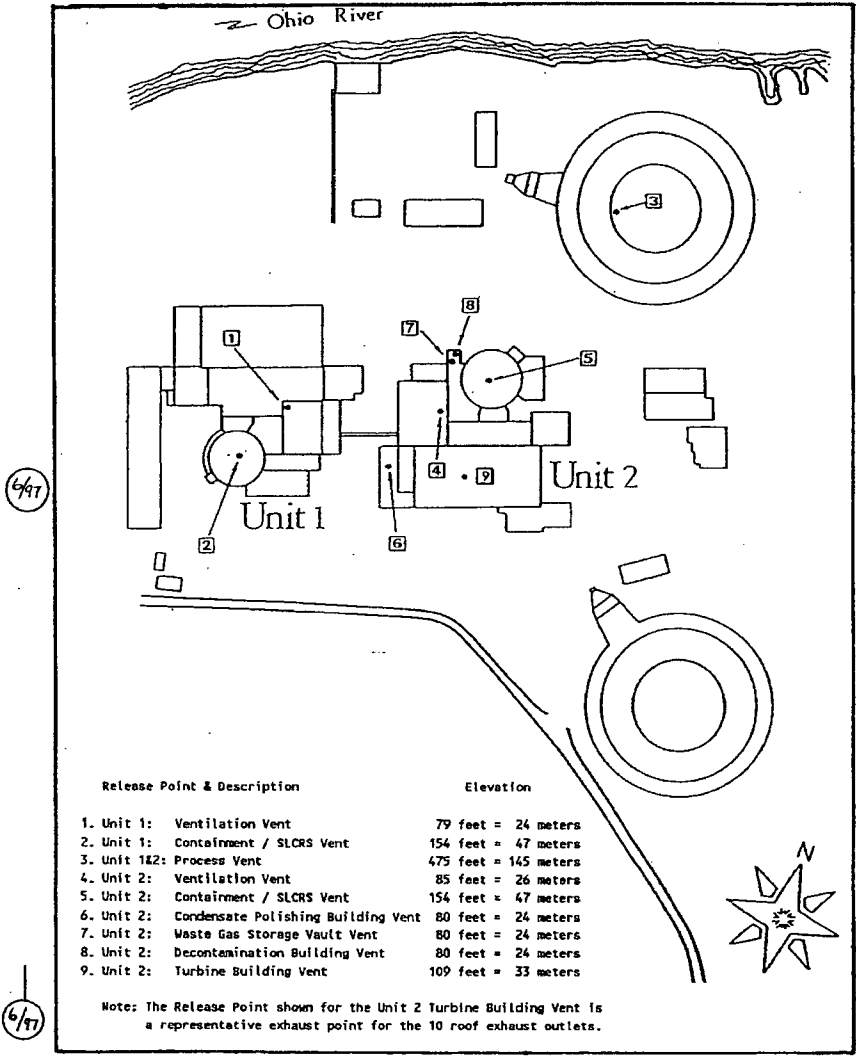 Ohio River
3
8
7
1
5
4
9
Unit 2
6/97
Unit 1
2
6
Release Point & Description Elevation
1. Unit 1: Ventilation Vent 79 feet = 24 meters
2. Unit 1: Containment / SLCRS Vent 154 feet = 47 meters
3. Unit 1&2: Process Vent 475 feet = 145 meters
4. Unit 2: Ventilation Vent 85 feet = 26 meters
5. Unit 2: Containment / SLCRS Vent 154 feet = 47 meters
6. Unit 2: Condensate Polishing Building Vent 80 feet = 24 meters
7. Unit 2: Waste Gas Storage Vault Vent 80 feet = 24 meters
8. Unit 2: Decontamination Building Vent 80 feet = 24 meters
9. Unit 2: Turbine Building Vent 109 feet = 33 meters
N
Note: The Release Point shown for the Unit 2 Turbine Building Vent is
a representative exhaust point for the 10 roof exhaust outlets.
6/97